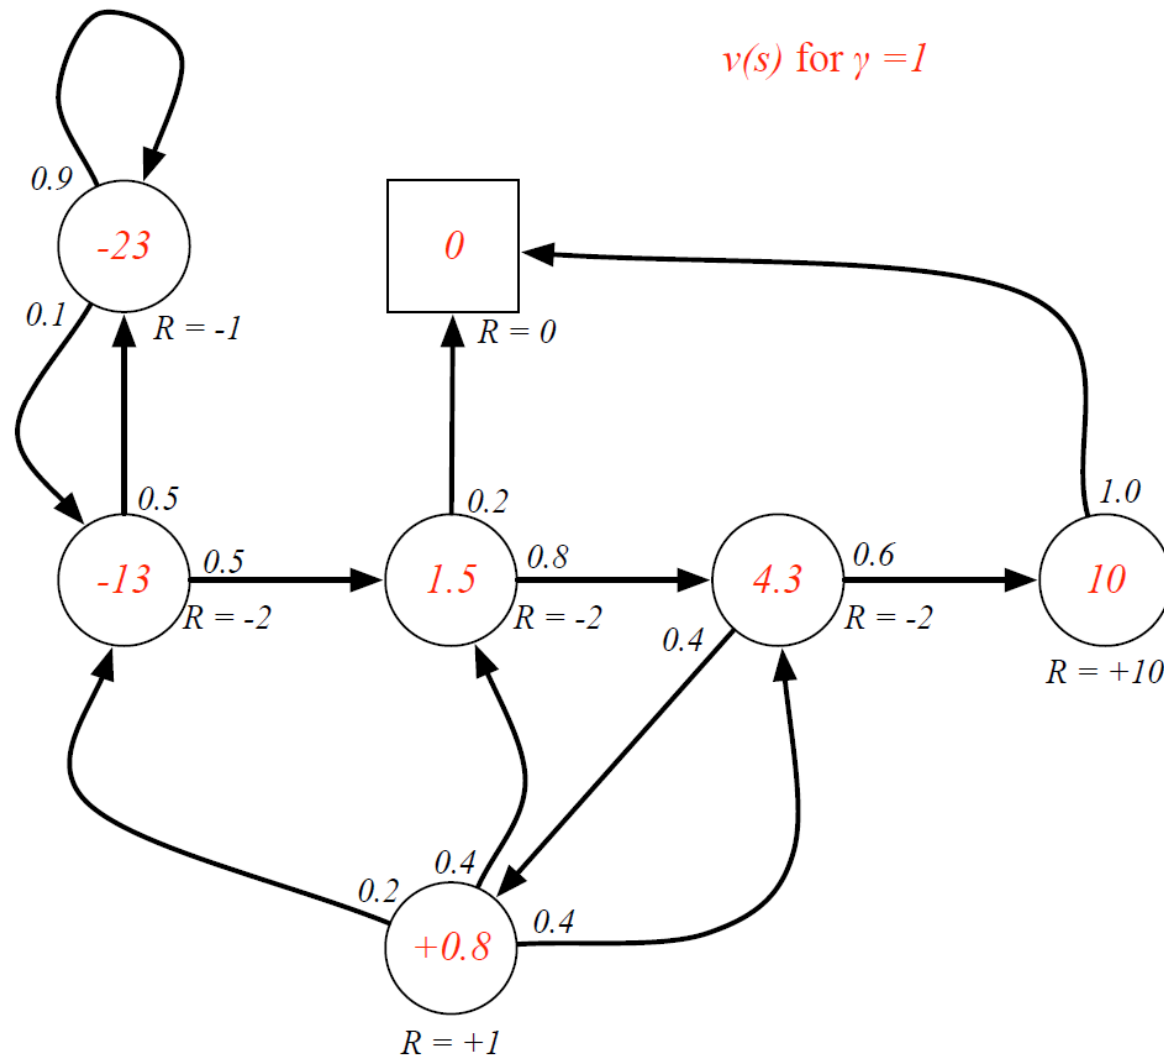 v(s) for γ =1
0.9
-23
0
0.1
R = -1
R = 0
0.5
0.2
1.0
-13
0.5
1.5
0.8
4.3
0.6
10
R = -2
R = -2
0.4
R = -2
R = +10
0.2
0.4
0.4
+0.8
R = +1